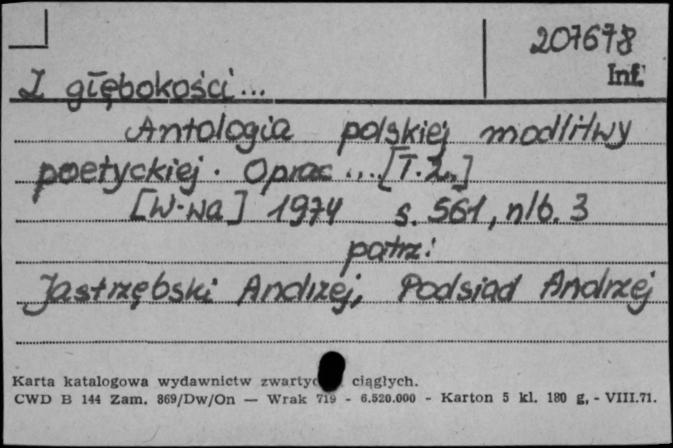 207678
Inf.
Z głębokości...
Antologia polskiej modlitwy
poetyckiej. Oprac... [T. 2.]
[W-wa] 1974 s. 561, nlb. 3
patrz:
Jastrzębski Andrzej, Podsiad Andrzej
Karta katalogowa wydawnictw ciągłych.
CWD B 144 Zam. 869/Dw/On — Wrak 719 - 6.520.000 - Karton 5 kl. 180 g, - VIII.71.